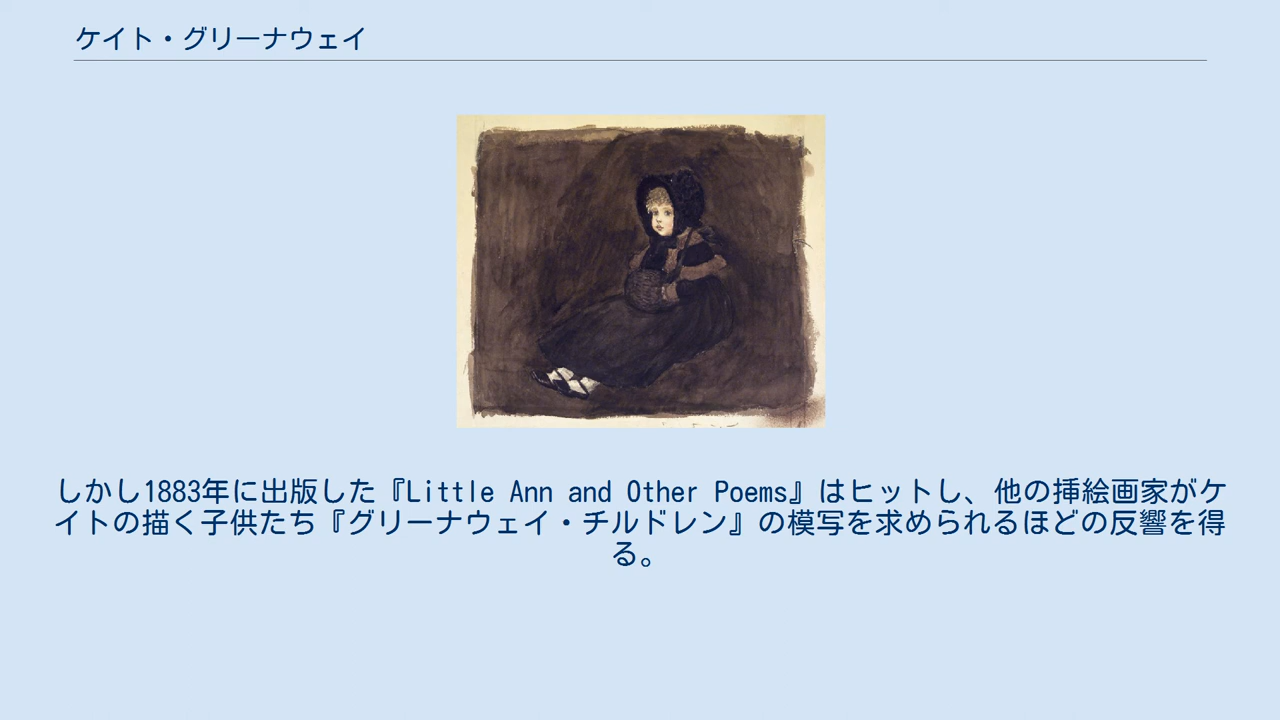 ケイト・グリーナウェイ
しかし1883年に出版した『Little Ann and Other Poems』はヒットし、他の挿絵画家がケ
イトの描く子供たち『グリーナウェイ・チルドレン』の模写を求められるほどの反響を得
る。